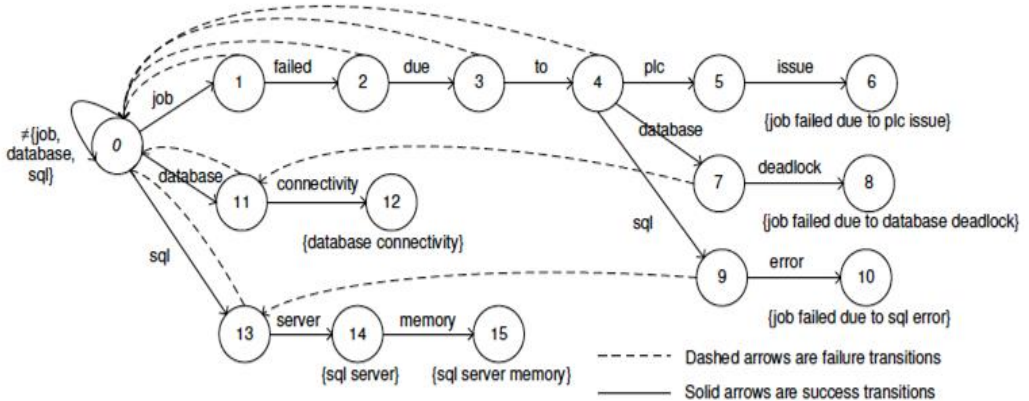 failed due to plc issue
1 2 3 4 5 6
job
{job failed due to plc issue}
0
≠{job,
database,
sql}
database
database connectivity deadlock
7 8
11 12
sql
{job failed due to database deadlock}
{database connectivity}
sql
error
9 10
server memory
{job failed due to sql error}
13 14 15
Dashed arrows are failure transitions
{sql server} {sql server memory}
Solid arrows are success transitions